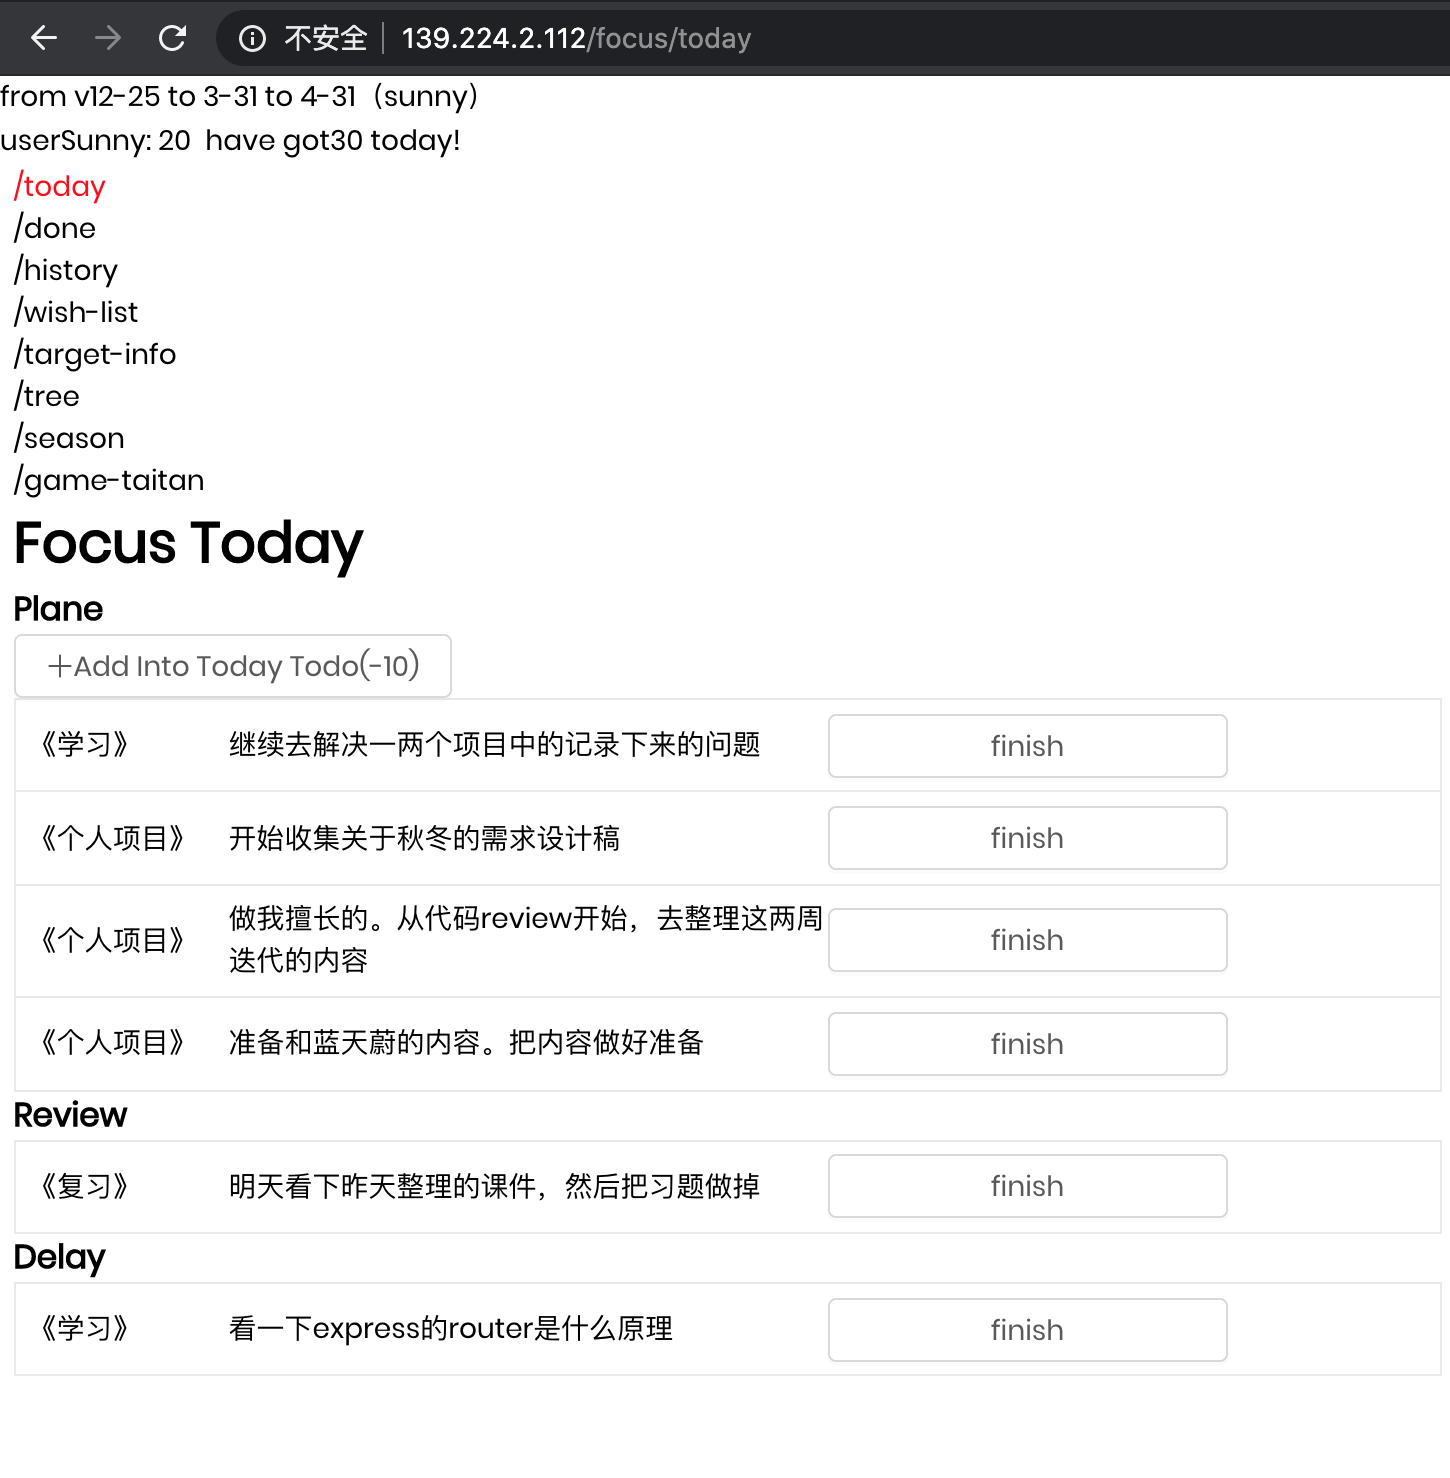 不安全 139.224.2.112/focus/today
from v12-25 to 3-31 to 4-31（sunny）
userSunny: 20 have got30 today!
/today
/done
/history
/wish-list
/target-info
/tree
/season
/game-taitan
Focus Today
Plane
+Add Into Today Todo(-10)
《学习》 继续去解决一两个项目中的记录下来的问题 finish
《个人项目》 开始收集关于秋冬的需求设计稿 finish
《个人项目》 做我擅长的。从代码review开始，去整理这两周 finish
迭代的内容
《个人项目》 准备和蓝天蔚的内容。把内容做好准备 finish
Review
《复习》 明天看下昨天整理的课件，然后把习题做掉 finish
Delay
《学习》 看一下express的router是什么原理 finish